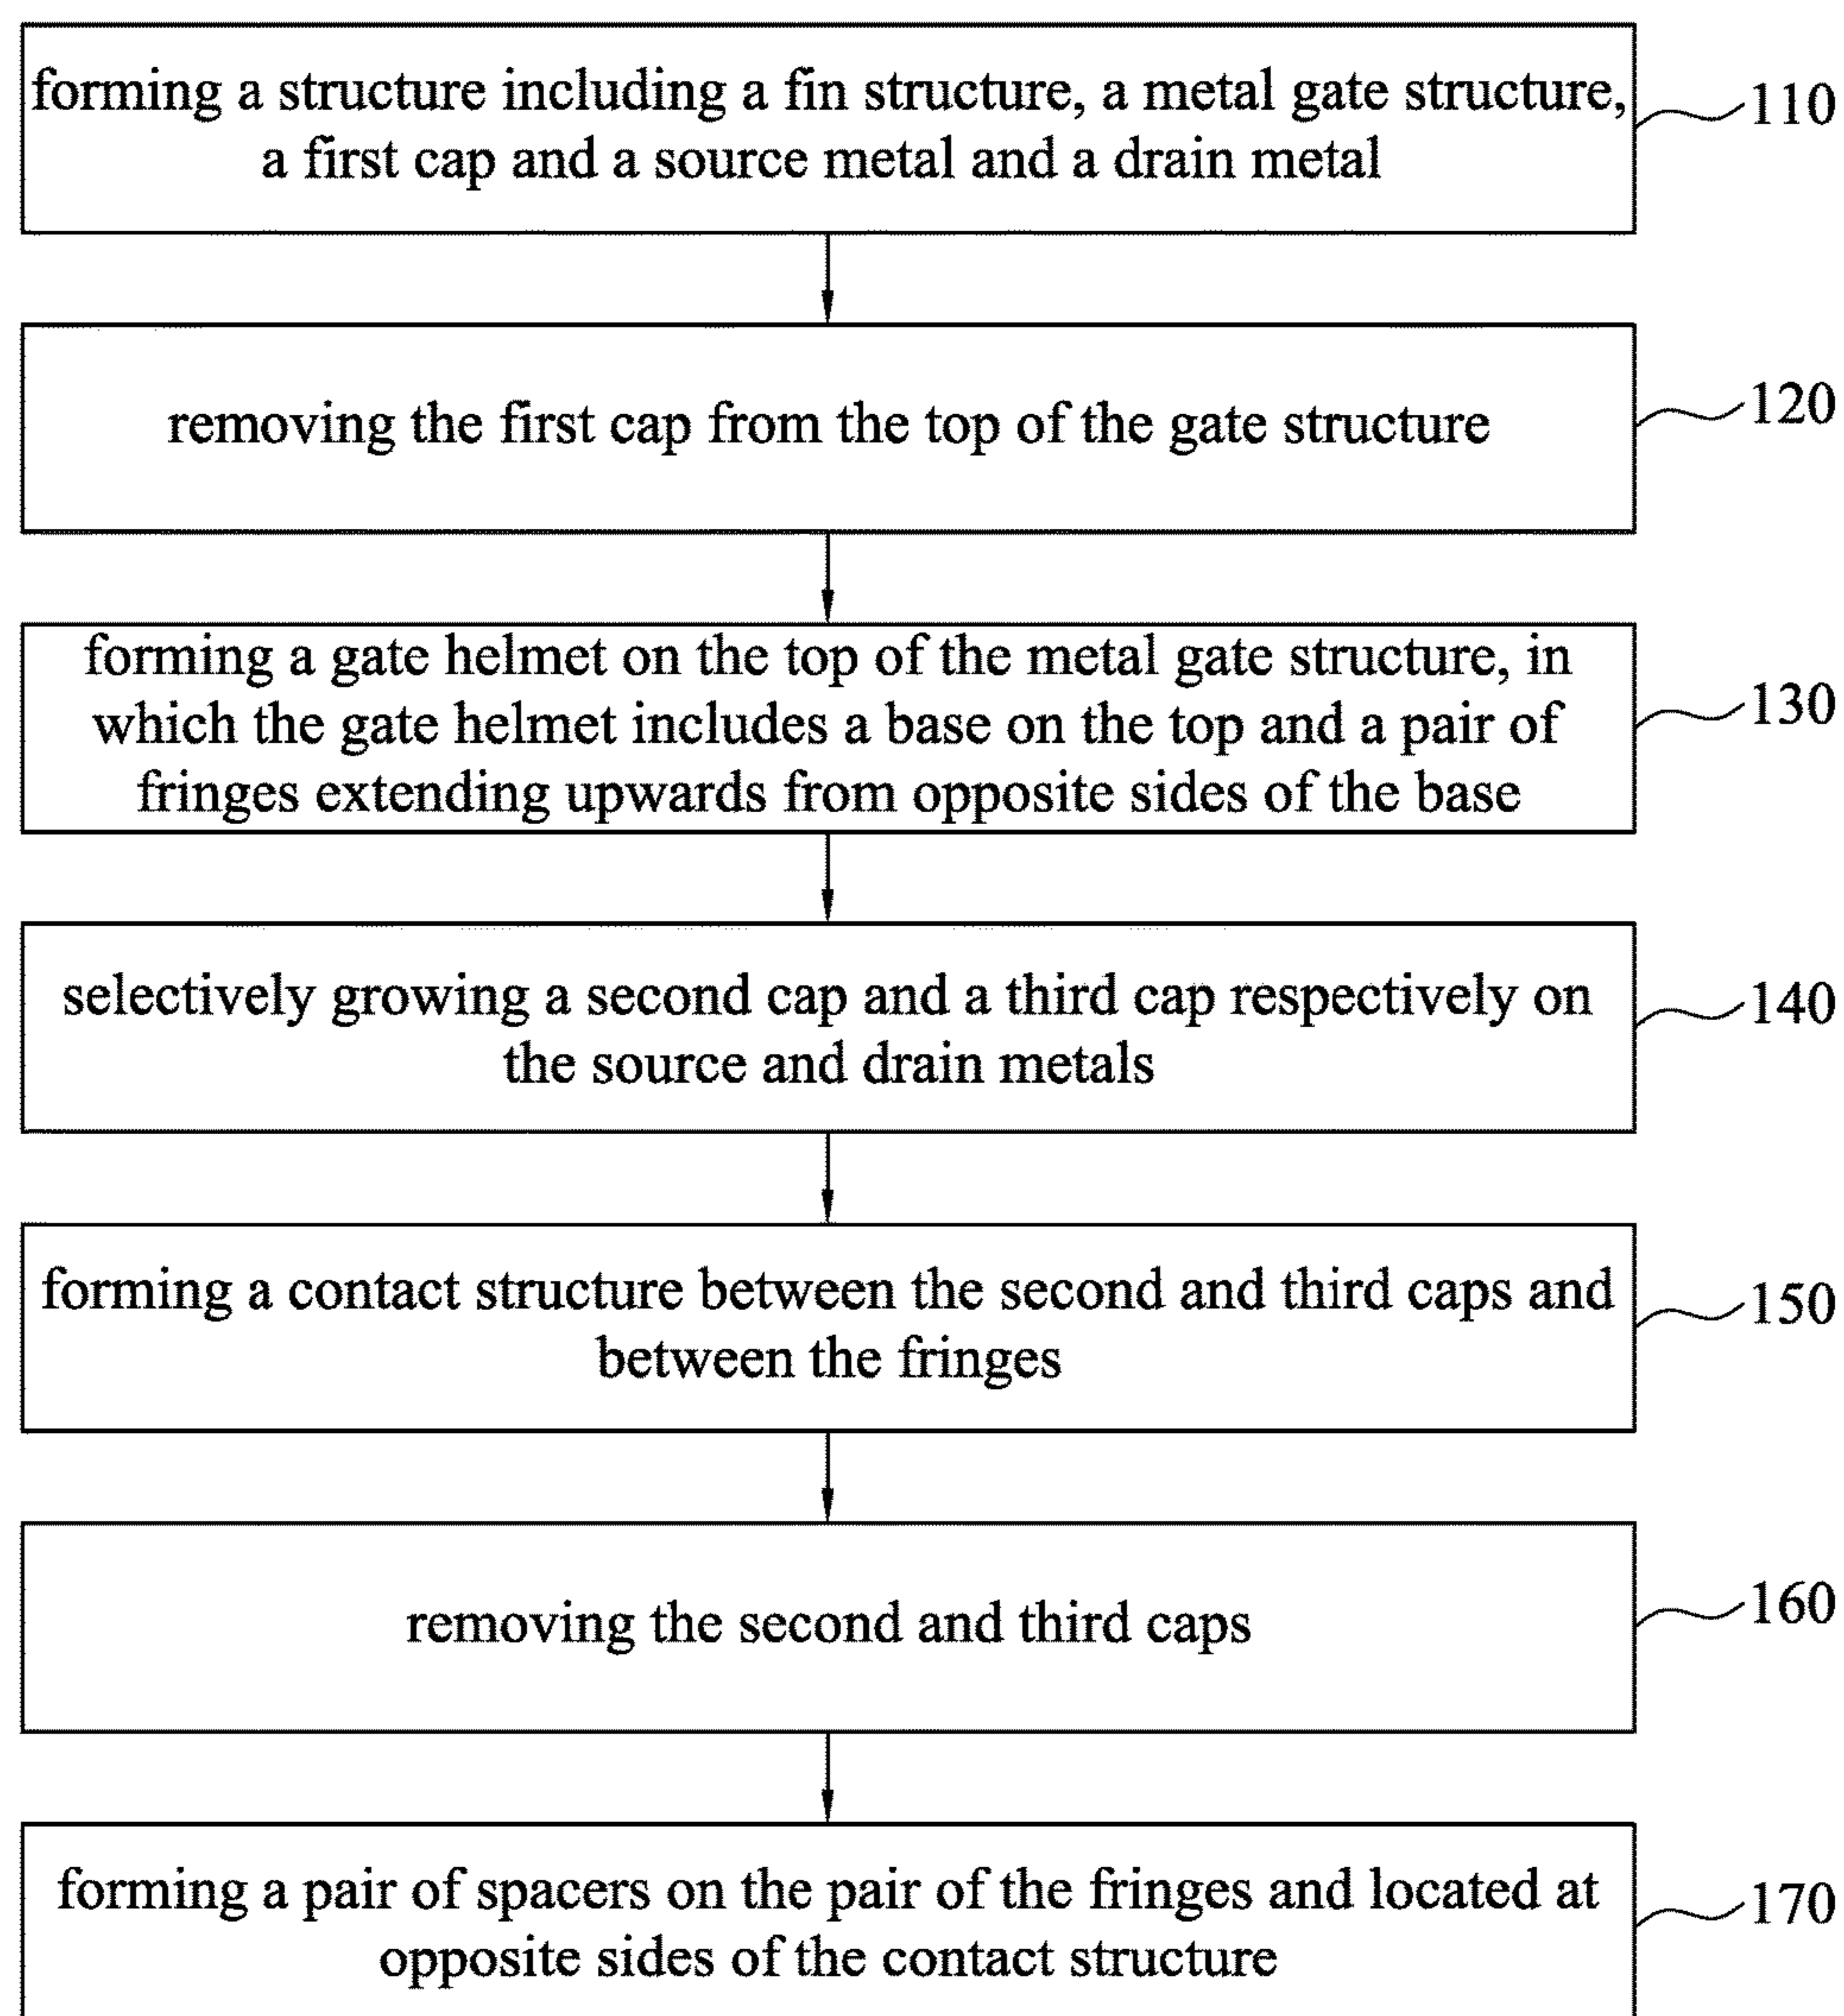 forming a structure including a fin structure, a metal gate structure,
a first cap and a source metal and a drain metal
110
removing the first cap from the top of the gate structure
120
forming a gate helmet on the top of the metal gate structure, in
which the gate helmet includes a base on the top and a pair of
fringes extending upwards from opposite sides of the base
130
selectively growing a second cap and a third cap respectively on
the source and drain metals
140
forming a contact structure between the second and third caps and
between the fringes
150
removing the second and third caps
160
forming a pair of spacers on the pair of the fringes and located at
opposite sides of the contact structure
170